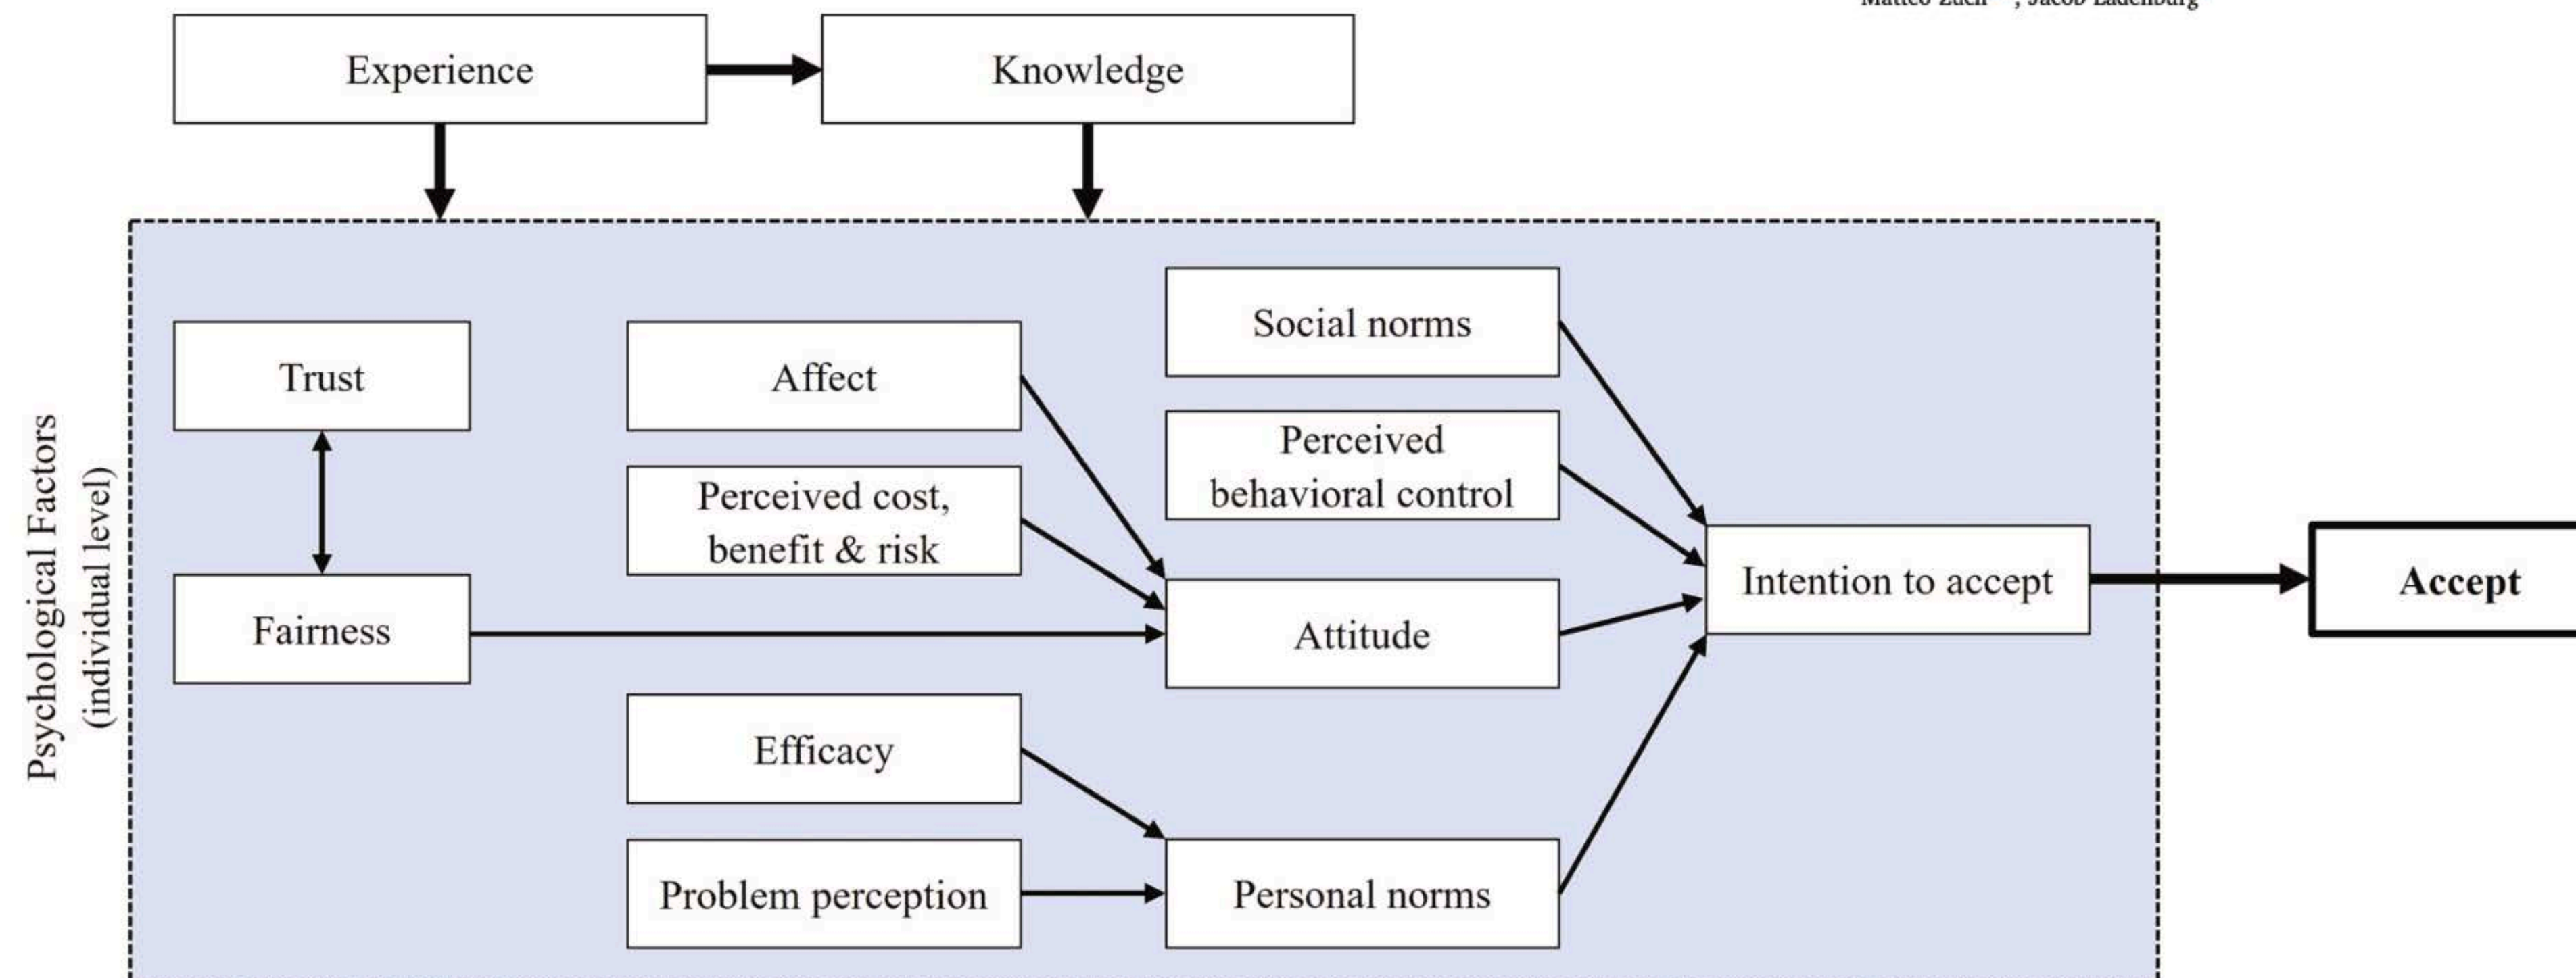 Experience
Knowledge
Psychological Factors
(individual level)
Trust
Affect
Social norms
Perceived
behavioral control
Perceived cost,
benefit & risk
Fairness
Attitude
Intention to accept
Accept
Efficacy
Problem perception
Personal norms